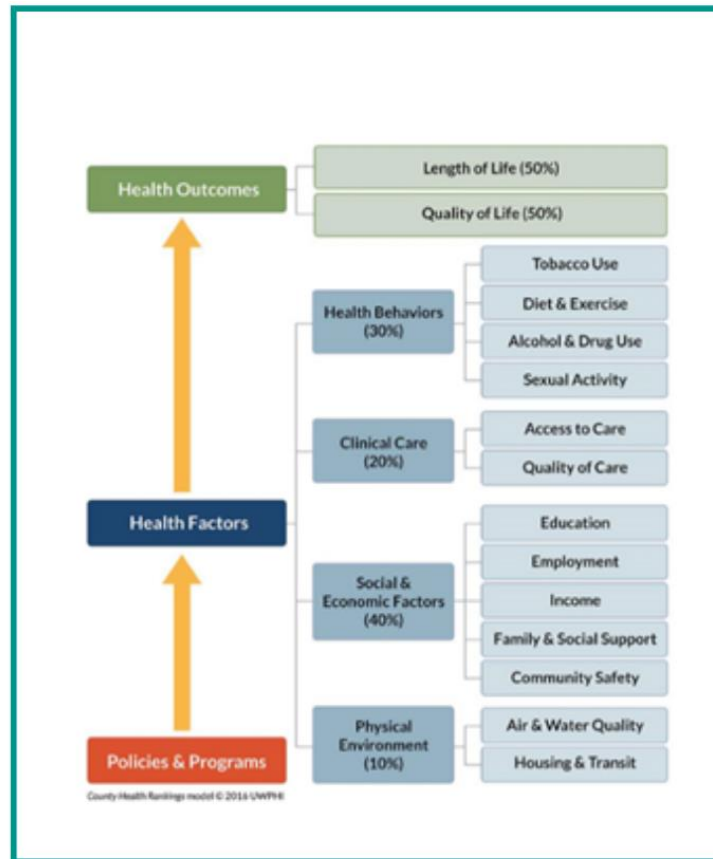 Health Outcomes
Length of Life (50%)
Quality of Life (50%)
Health Behaviors
(30%)
Tobacco Use
Diet & Exercise
Alcohol & Drug Use
Sexual Activity
Clinical Care
(20%)
Access to Care
Quality of Care
Health Factors
Social &
Economic Factors
(40%)
Education
Employment
Income
Family & Social Support
Community Safety
Physical
Environment
(10%)
Air & Water Quality
Housing & Transit
Policies & Programs
County Health Rankings model © 2016 UWPHI